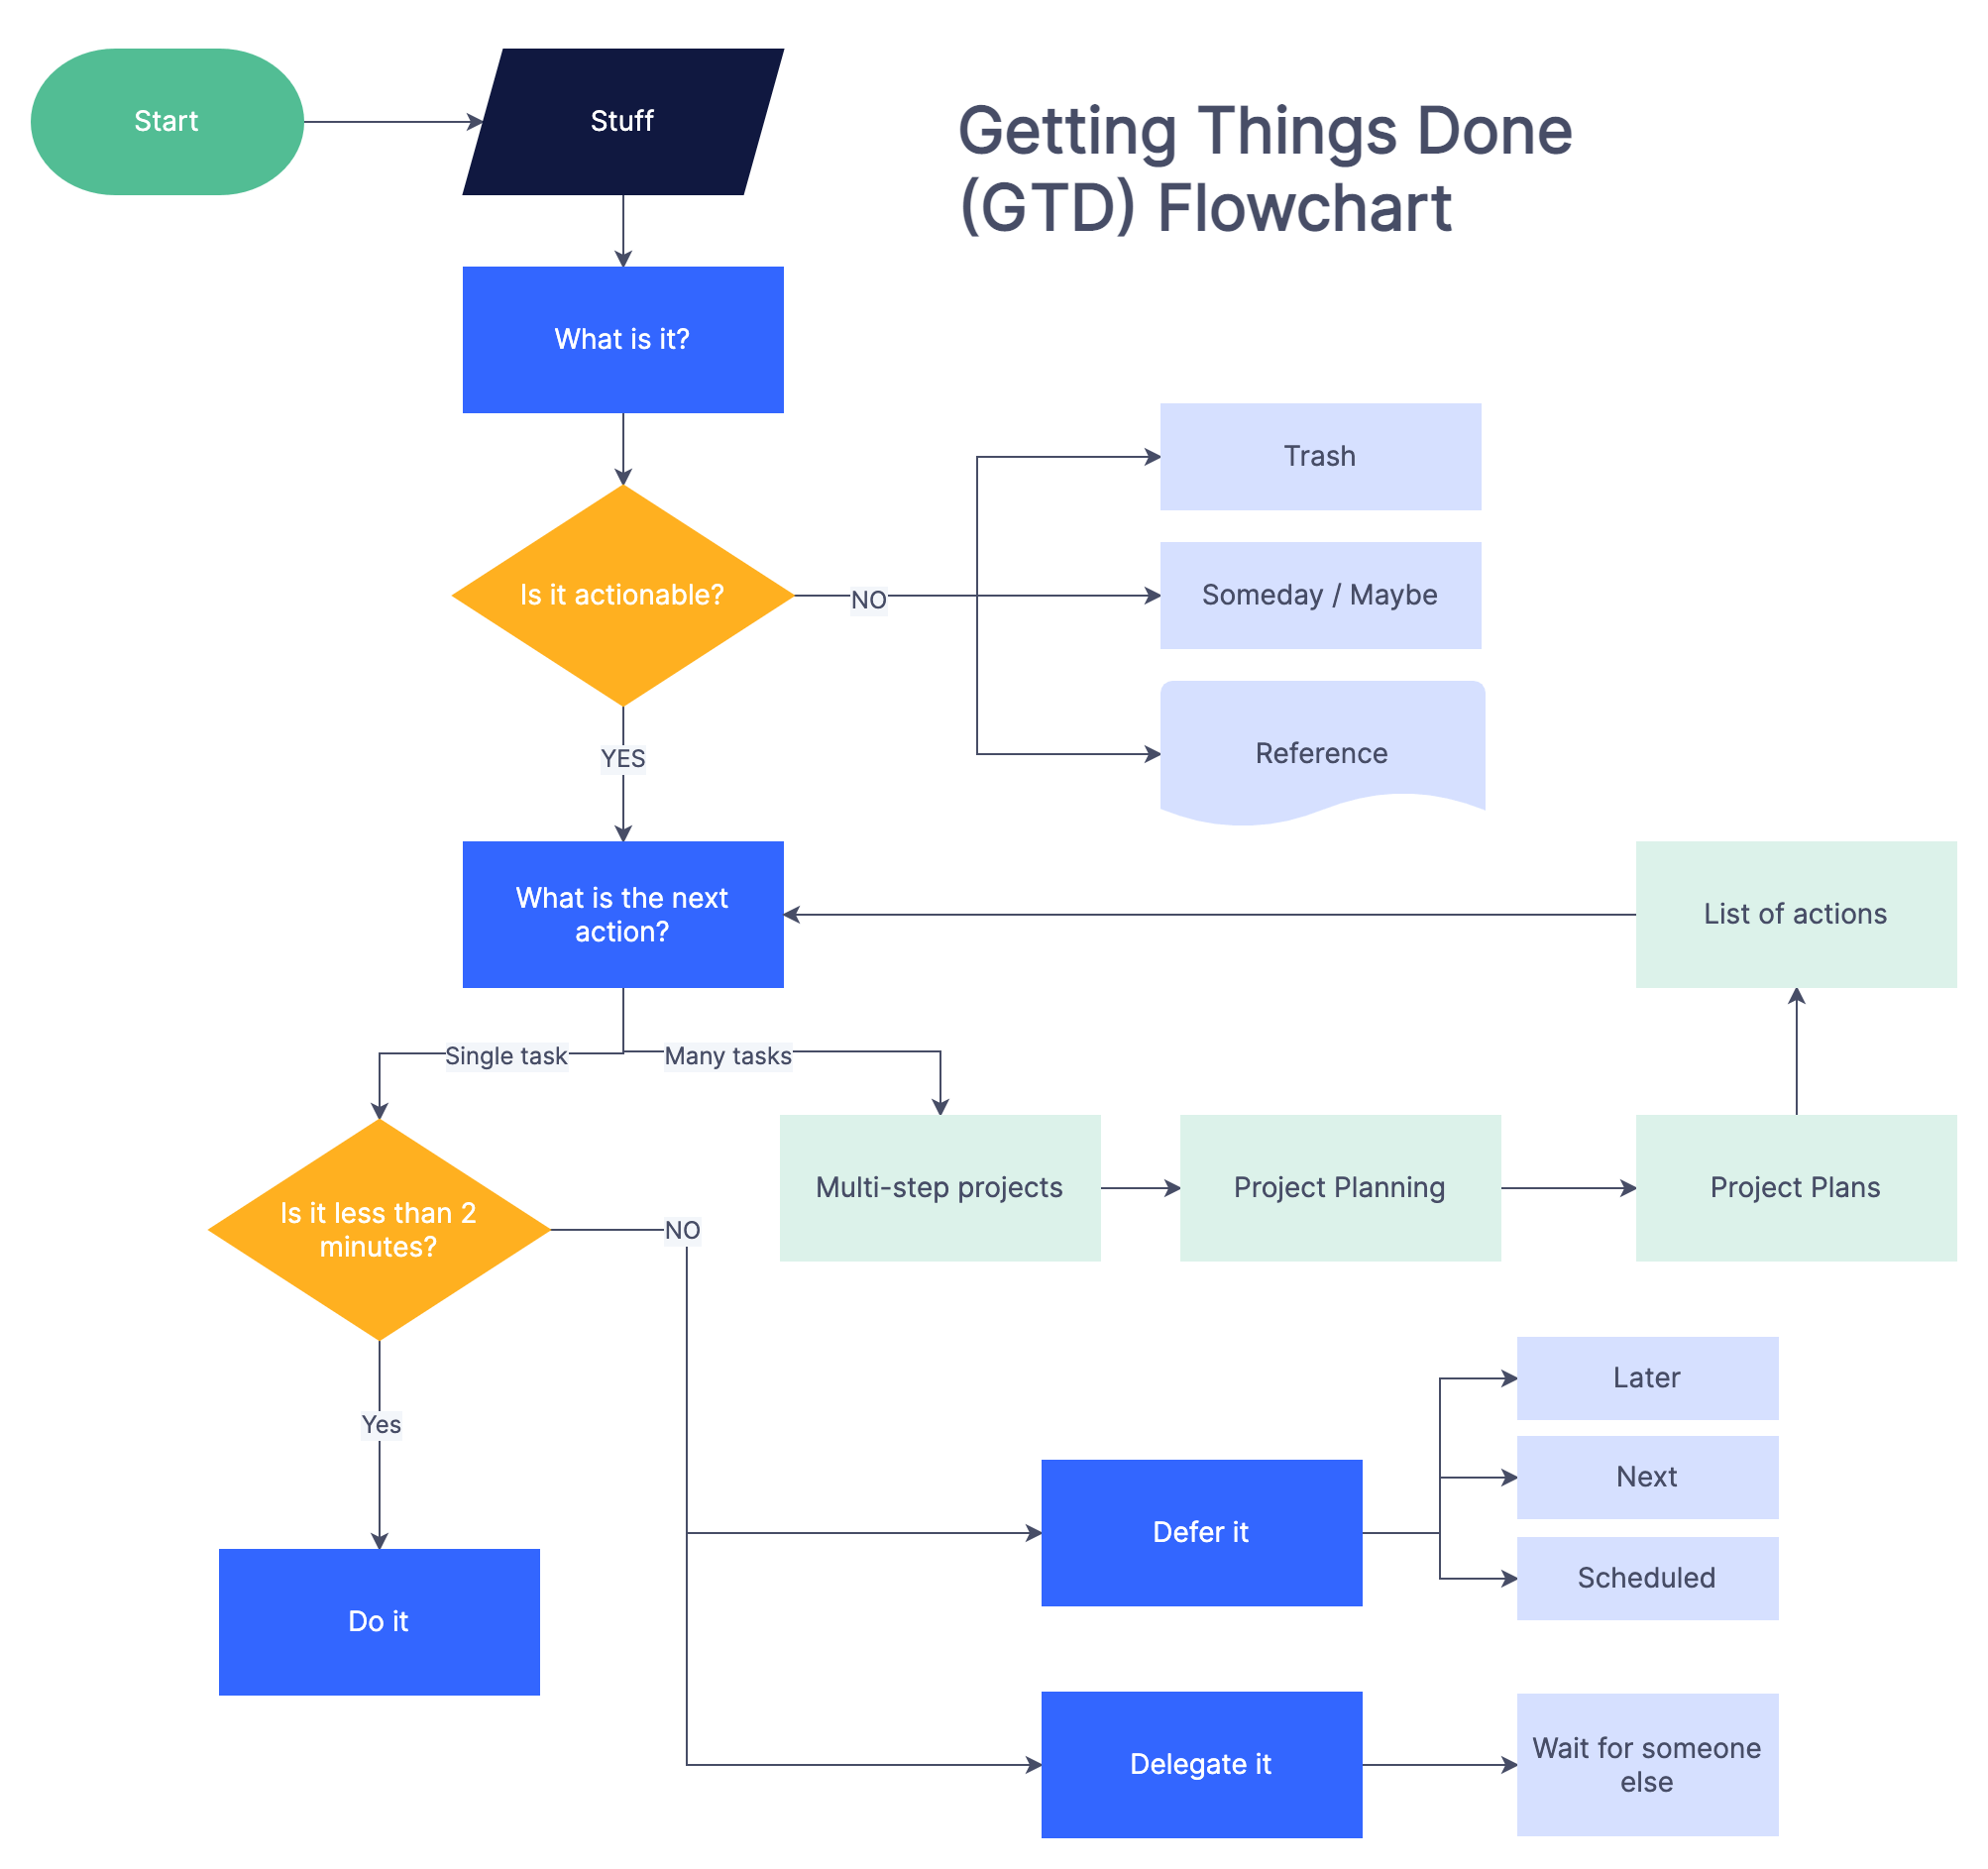 Start
Stuff
Getting Things Done
(GTD) Flowchart
What is it?
Trash
Is it actionable?
NO
Someday / Maybe
Reference
YES
What is the next
action?
List of actions
Single task
Many tasks
Multi-step projects
Project Planning
Project Plans
Is it less than 2
minutes?
NO
Later
Yes
Next
Defer it
Scheduled
Do it
Delegate it
Wait for someone
else